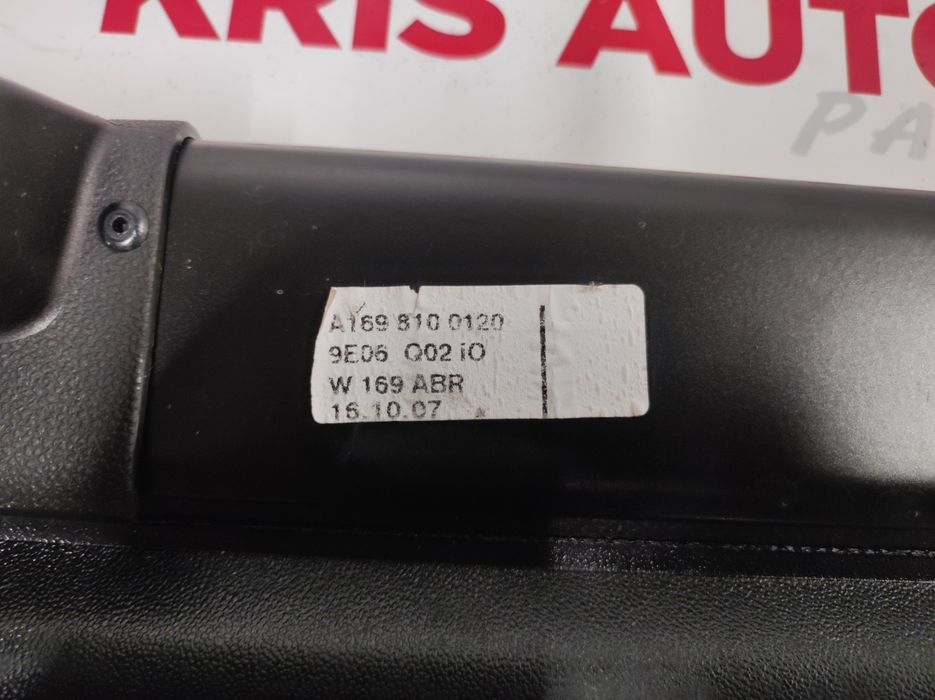 KRIS AUTO
PA
A169 810 0120
9E06 Q02 iO
W 169 ABR
16.10.07